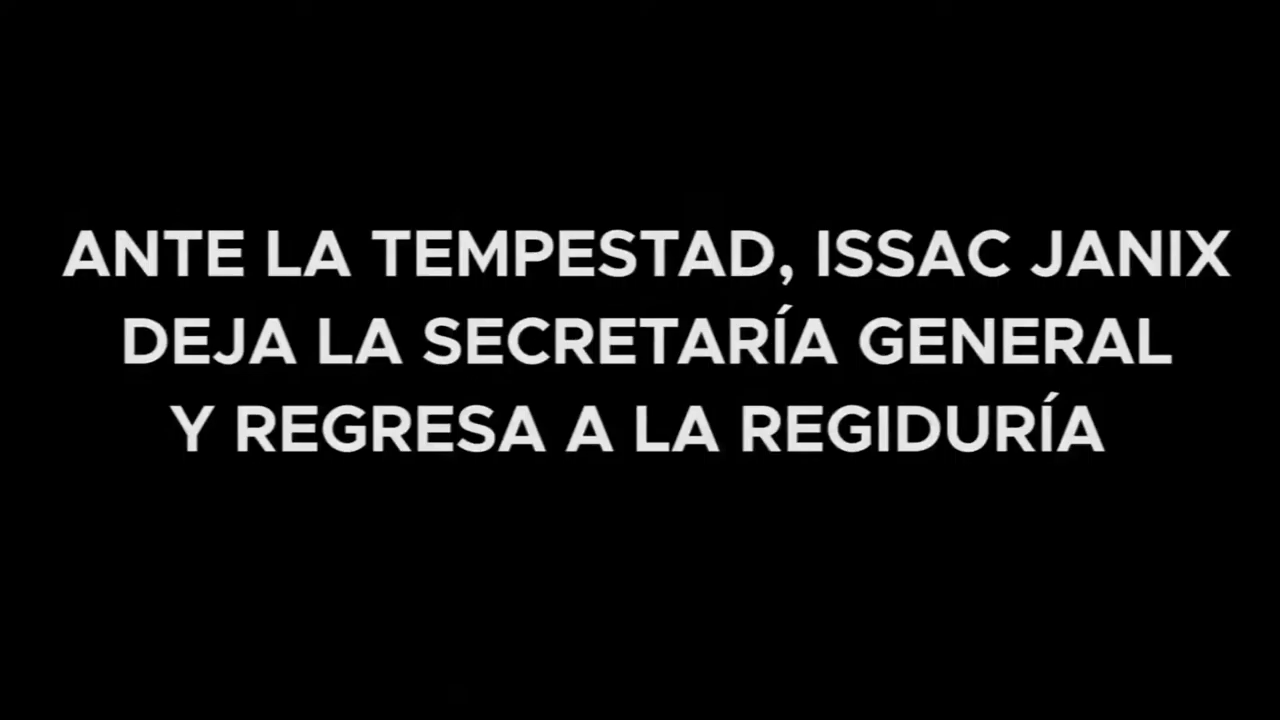 ANTE LA TEMPESTAD, ISSAC JANIX
DEJA LA SECRETARÍA GENERAL
Y REGRESA A LA REGIDURÍA